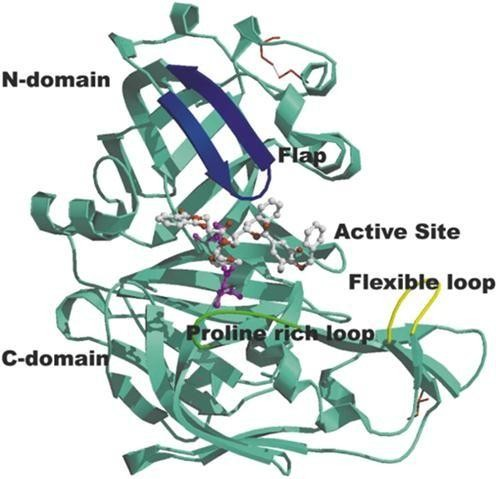 N-domain
Flap
Active Site
Flexible loop
Proline rich loop
C-domain